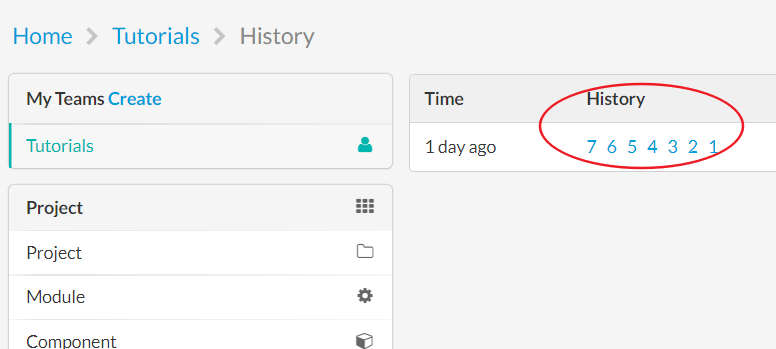 Home > Tutorials > History
My Teams Create
Tutorials
Project
Project
Module
Component
Time History
1 day ago 7 6 5 4 3 2 1